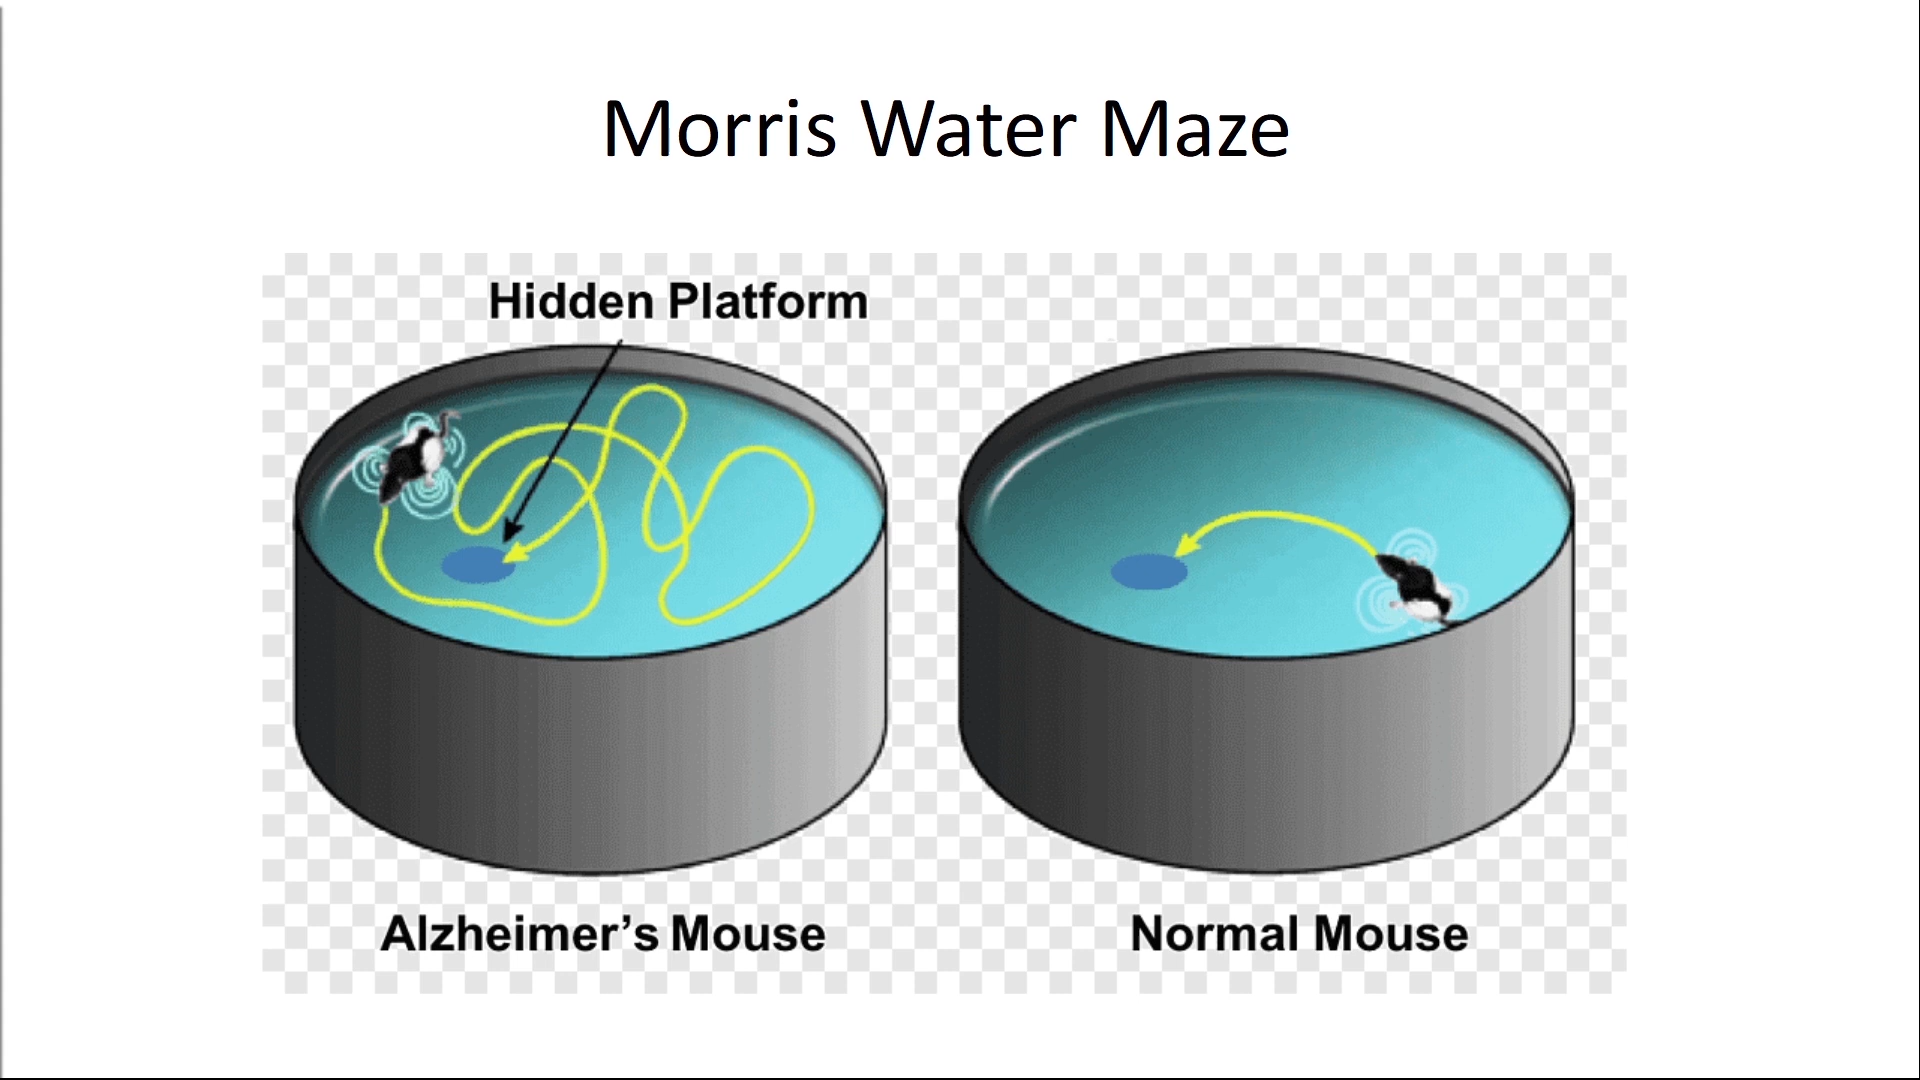 Morris Water Maze
Hidden Platform
Alzheimer’s Mouse
Normal Mouse